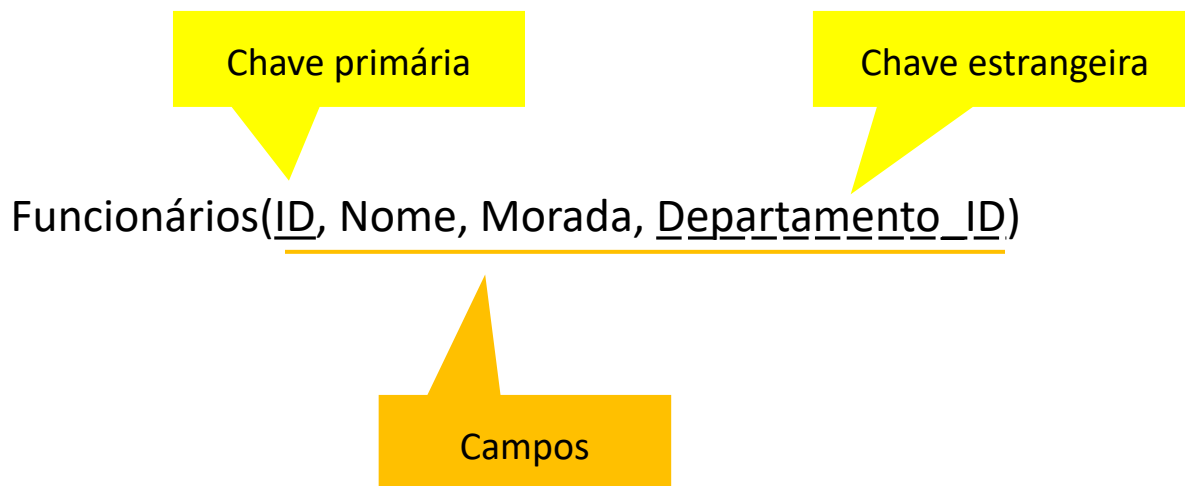 Chave primária
Chave estrangeira
Funcionários(ID, Nome, Morada, Departamento_ID)
Campos